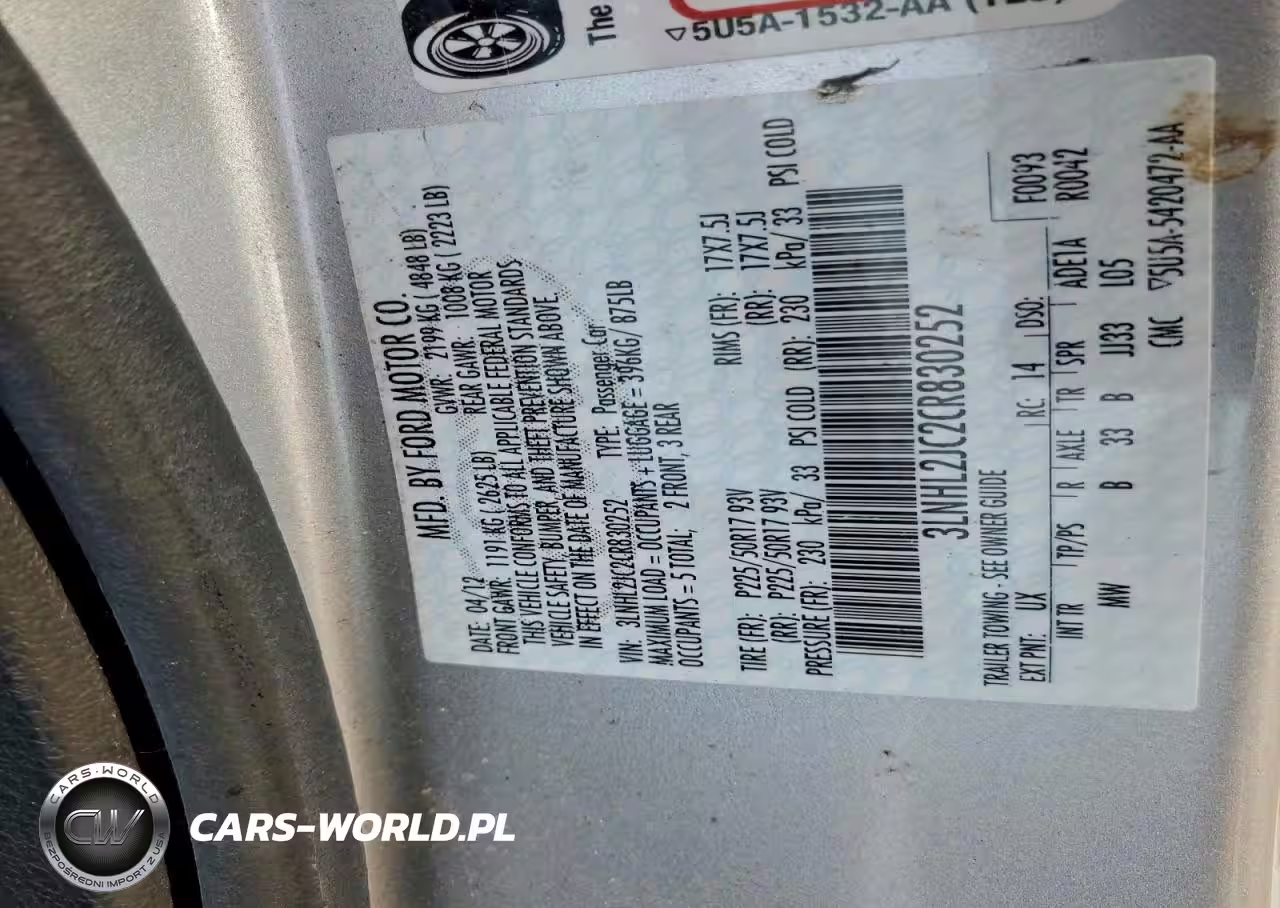 The
▽5U5A-1532-AA
MFD. BY FORD MOTOR CO.
DATE: 04/12 GVWR: 2199 KG ( 4848 LB)
FRONT GAWR: 1191 KG ( 2625 LB) REAR GAWR: 1008 KG ( 2223 LB)
THIS VEHICLE CONFORMS TO ALL APPLICABLE FEDERAL MOTOR
VEHICLE SAFETY, BUMPER, AND THEFT PREVENTION STANDARDS
IN EFFECT ON THE DATE OF MANUFACTURE SHOWN ABOVE.
VIN: 3LNHL2JC2CR830252 TYPE: Passenger Car
MAXIMUM LOAD = OCCUPANTS + LUGGAGE = 396KG / 875LB
OCCUPANTS = 5 TOTAL; 2 FRONT, 3 REAR
TIRE (FR): P225/50R17 93V RIMS (FR): 17X7.5J
(RR): P225/50R17 93V (RR): 17X7.5J
PRESSURE (FR): 230 kPa/ 33 PSI COLD (RR): 230 kPa/ 33 PSI COLD
3LNHL2JC2CR830252
TRAILER TOWING - SEE OWNER GUIDE
EXT PNT: UX RC: 14 DSO: F0093
INT TR TP/PS R AXLE TR SPR ADE1A R0042
MW B 33 B JJ33 L05
CMC ▽5U5A-5420472-AA
CARS-WORLD
CW
BEZPOŚREDNI IMPORT Z USA
CARS-WORLD.PL